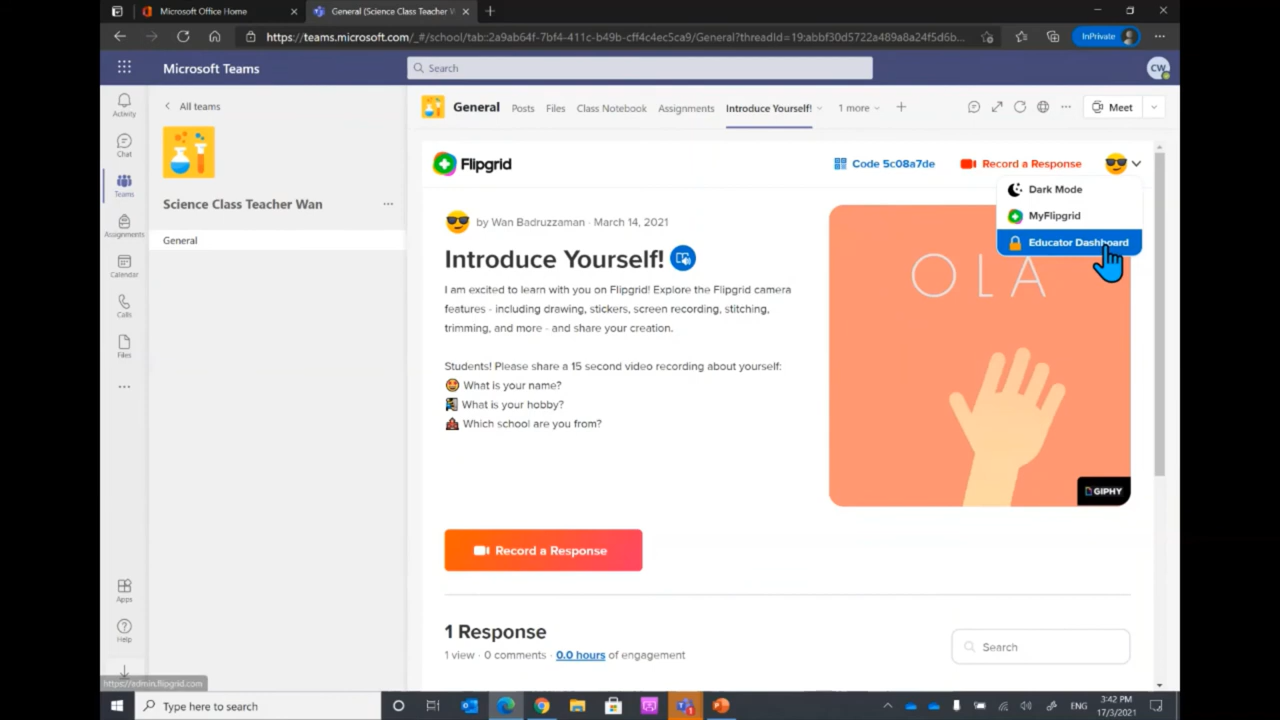 Microsoft Office Home
General (Science Class Teacher W
https://teams.microsoft.com/_#/school/tab::2a9ab64f-7bf4-411c-b49b-cff4c4ec5ca9/General?threadId=19:abbf30d5722a489a8a24f5d6b...
InPrivate
Microsoft Teams
Search
CW
Activity
Chat
Teams
Assignments
Calendar
Calls
Files
Apps
Help
All teams
Science Class Teacher Wan
General
General
Posts
Files
Class Notebook
Assignments
Introduce Yourself!
1 more
Meet
Flipgrid
Code 5c08a7de
Record a Response
Dark Mode
MyFlipgrid
Educator Dashboard
by Wan Badruzzaman · March 14, 2021
Introduce Yourself!
I am excited to learn with you on Flipgrid! Explore the Flipgrid camera
features - including drawing, stickers, screen recording, stitching,
trimming, and more - and share your creation.
Students! Please share a 15 second video recording about yourself:
What is your name?
What is your hobby?
Which school are you from?
OLA
GIPHY
Record a Response
1 Response
1 view · 0 comments · 0.0 hours of engagement
Search
https://admin.flipgrid.com
Type here to search
ENG
3:42 PM
17/3/2021